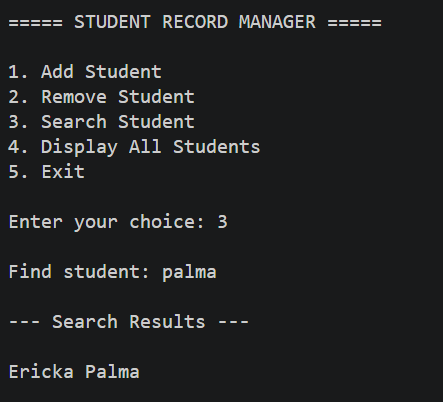 ===== STUDENT RECORD MANAGER =====
1. Add Student
2. Remove Student
3. Search Student
4. Display All Students
5. Exit
Enter your choice: 3
Find student: palma
--- Search Results ---
Ericka Palma